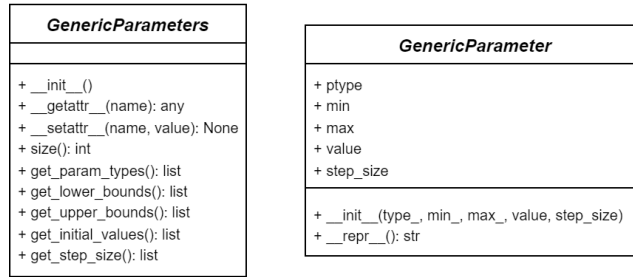 GenericParameters
+ __init__()
+ __getattr__(name): any
+ __setattr__(name, value): None
+ size(): int
+ get_param_types(): list
+ get_lower_bounds(): list
+ get_upper_bounds(): list
+ get_initial_values(): list
+ get_step_size(): list
GenericParameter
+ ptype
+ min
+ max
+ value
+ step_size
+ __init__(type_, min_, max_, value, step_size)
+ __repr__(): str